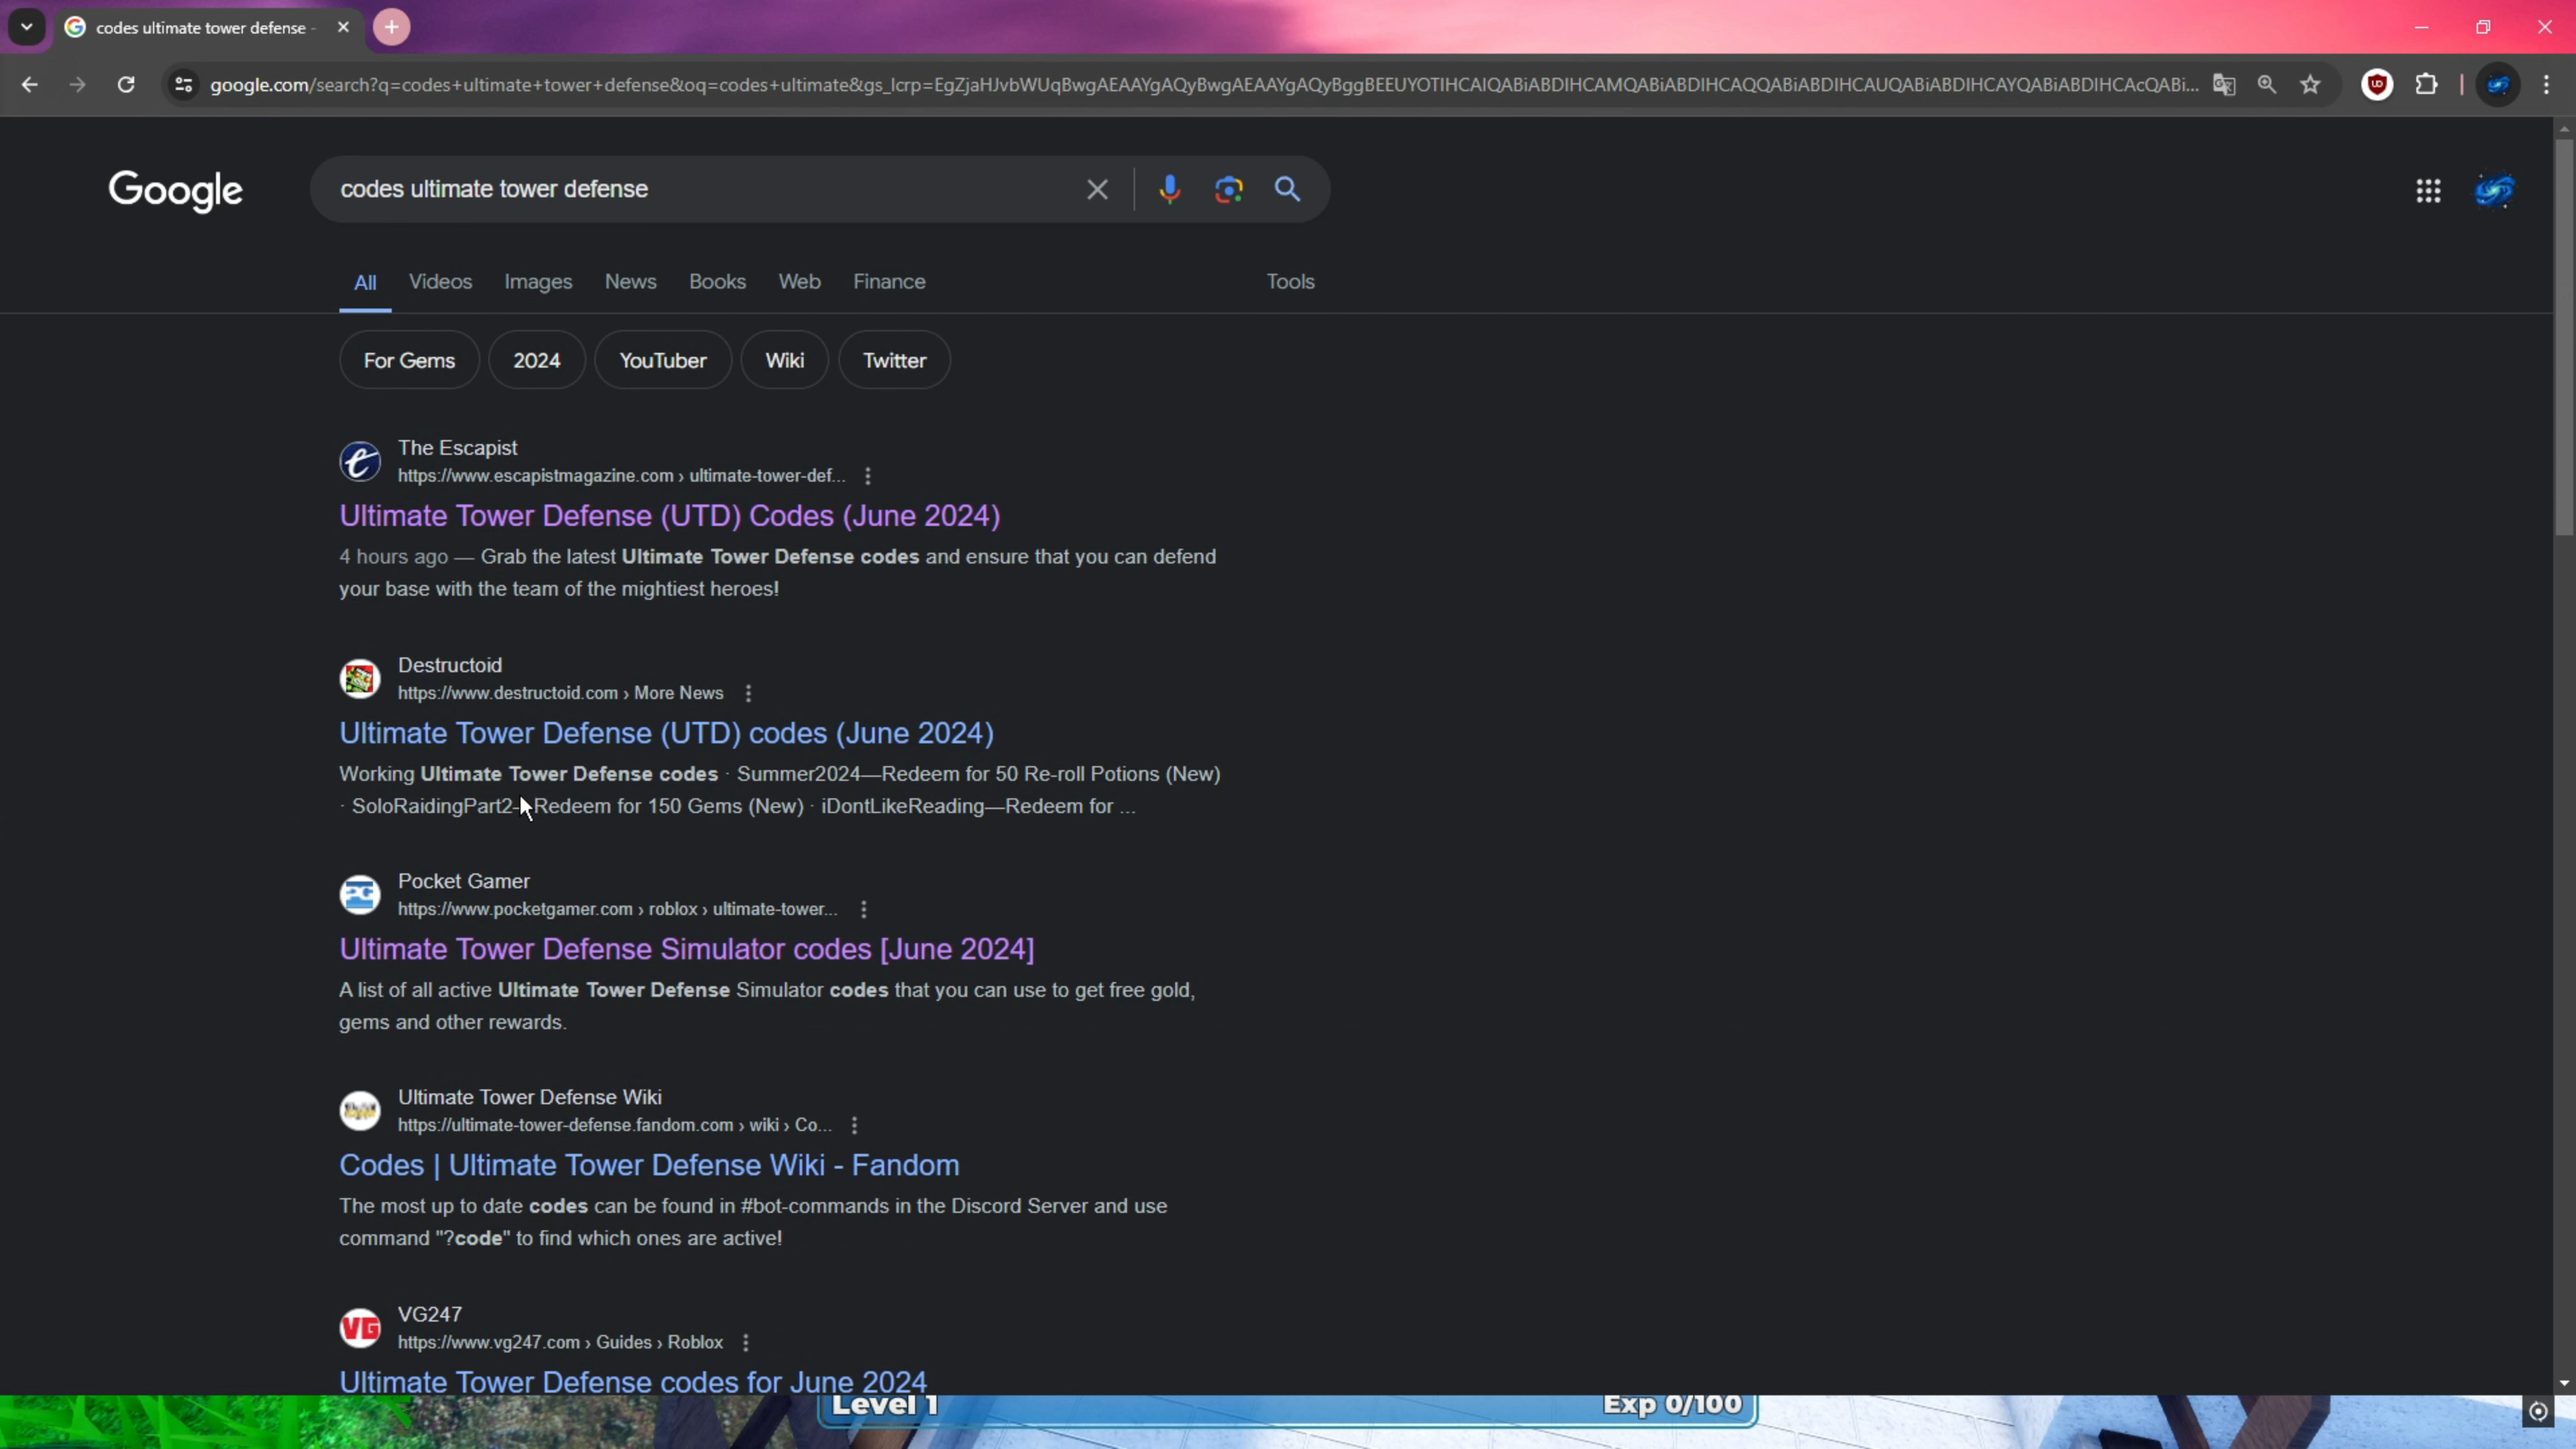 codes ultimate tower defense -
google.com/search?q=codes+ultimate+tower+defense&oq=codes+ultimate&gs_lcrp=EgZjaHJvbWUqBwgAEAAYgAQyBwgAEAAYgAQyBggBEEUYOTIHCAIQABiABDIHCAMQABiABDIHCAQQABiABDIHCAUQABiABDIHCAYQABiABDIHCAcQABi...
Google
codes ultimate tower defense
All Videos Images News Books Web Finance Tools
For Gems 2024 YouTuber Wiki Twitter
The Escapist
https://www.escapistmagazine.com › ultimate-tower-def...
Ultimate Tower Defense (UTD) Codes (June 2024)
4 hours ago — Grab the latest Ultimate Tower Defense codes and ensure that you can defend
your base with the team of the mightiest heroes!
Destructoid
https://www.destructoid.com › More News
Ultimate Tower Defense (UTD) codes (June 2024)
Working Ultimate Tower Defense codes · Summer2024—Redeem for 50 Re-roll Potions (New)
· SoloRaidingPart2—Redeem for 150 Gems (New) · iDontLikeReading—Redeem for ...
Pocket Gamer
https://www.pocketgamer.com › roblox › ultimate-tower...
Ultimate Tower Defense Simulator codes [June 2024]
A list of all active Ultimate Tower Defense Simulator codes that you can use to get free gold,
gems and other rewards.
Ultimate Tower Defense Wiki
https://ultimate-tower-defense.fandom.com › wiki › Co...
Codes | Ultimate Tower Defense Wiki - Fandom
The most up to date codes can be found in #bot-commands in the Discord Server and use
command "?code" to find which ones are active!
VG VG247
https://www.vg247.com › Guides › Roblox
Ultimate Tower Defense codes for June 2024
Level 1 Exp 0/100